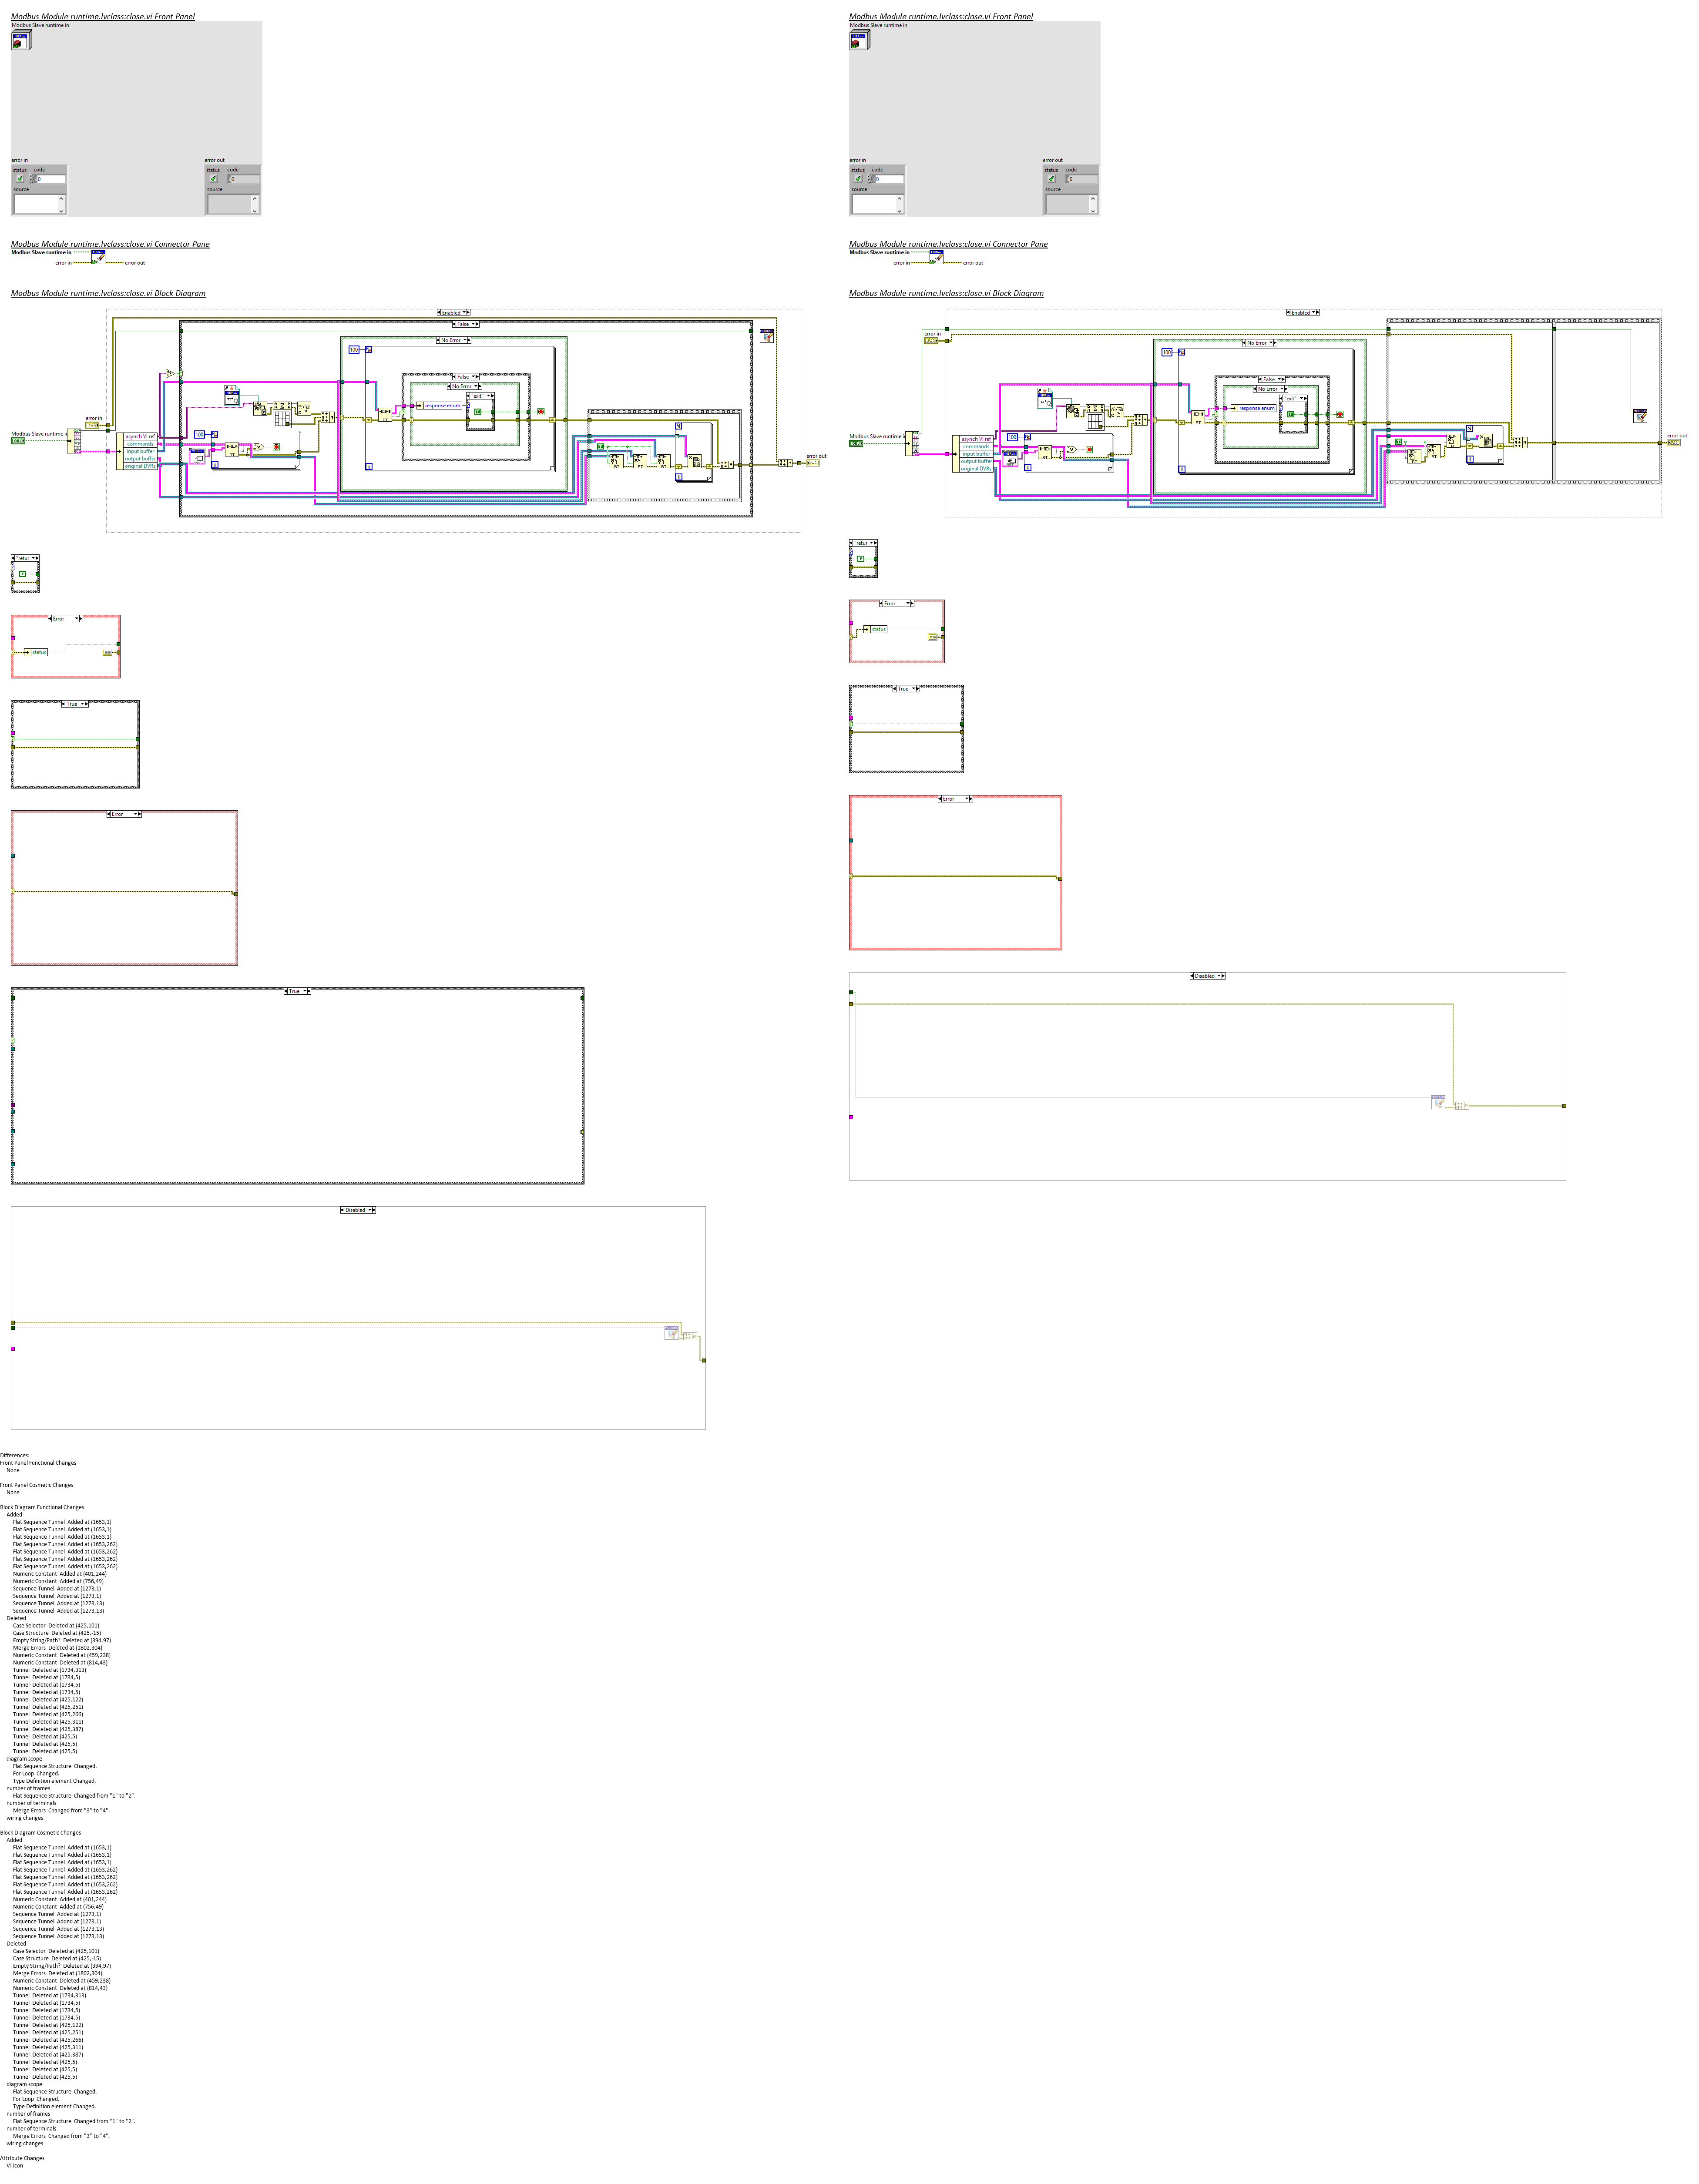 Modbus Module runtime.lvclass:close.vi Front Panel
Modbus Slave runtime in
error in
status code
0
source
error out
status code
0
source
Modbus Module runtime.lvclass:close.vi Connector Pane
Modbus Slave runtime in
error in
error out
Modbus Module runtime.lvclass:close.vi Block Diagram
Enabled
False
No Error
100
False
No Error
"exit"
response enum
error in
Modbus Slave runtime in
asynch VI ref
commands
input buffer
output buffer
original DVRs
100
N
i
error out
"retur
Error
status
True
Error
True
Disabled
Modbus Module runtime.lvclass:close.vi Front Panel
Modbus Slave runtime in
error in
status code
0
source
error out
status code
0
source
Modbus Module runtime.lvclass:close.vi Connector Pane
Modbus Slave runtime in
error in
error out
Modbus Module runtime.lvclass:close.vi Block Diagram
Enabled
error in
No Error
100
False
No Error
"exit"
response enum
Modbus Slave runtime in
asynch VI ref
commands
input buffer
output buffer
original DVRs
100
N
i
error out
"retur
Error
status
True
Error
Disabled
Differences:
Front Panel Functional Changes
None
Front Panel Cosmetic Changes
None
Block Diagram Functional Changes
Added
Flat Sequence Tunnel Added at (1653,1)
Flat Sequence Tunnel Added at (1653,1)
Flat Sequence Tunnel Added at (1653,1)
Flat Sequence Tunnel Added at (1653,262)
Flat Sequence Tunnel Added at (1653,262)
Flat Sequence Tunnel Added at (1653,262)
Flat Sequence Tunnel Added at (1653,262)
Numeric Constant Added at (401,244)
Numeric Constant Added at (756,49)
Sequence Tunnel Added at (1273,1)
Sequence Tunnel Added at (1273,1)
Sequence Tunnel Added at (1273,13)
Sequence Tunnel Added at (1273,13)
Deleted
Case Selector Deleted at (425,101)
Case Structure Deleted at (425,-15)
Empty String/Path? Deleted at (394,97)
Merge Errors Deleted at (1802,304)
Numeric Constant Deleted at (459,238)
Numeric Constant Deleted at (814,43)
Tunnel Deleted at (1734,313)
Tunnel Deleted at (1734,5)
Tunnel Deleted at (1734,5)
Tunnel Deleted at (1734,5)
Tunnel Deleted at (425,122)
Tunnel Deleted at (425,251)
Tunnel Deleted at (425,266)
Tunnel Deleted at (425,311)
Tunnel Deleted at (425,387)
Tunnel Deleted at (425,5)
Tunnel Deleted at (425,5)
Tunnel Deleted at (425,5)
diagram scope
Flat Sequence Structure Changed.
For Loop Changed.
Type Definition element Changed.
number of frames
Flat Sequence Structure Changed from "1" to "2".
number of terminals
Merge Errors Changed from "3" to "4".
wiring changes
Block Diagram Cosmetic Changes
Added
Flat Sequence Tunnel Added at (1653,1)
Flat Sequence Tunnel Added at (1653,1)
Flat Sequence Tunnel Added at (1653,1)
Flat Sequence Tunnel Added at (1653,262)
Flat Sequence Tunnel Added at (1653,262)
Flat Sequence Tunnel Added at (1653,262)
Flat Sequence Tunnel Added at (1653,262)
Numeric Constant Added at (401,244)
Numeric Constant Added at (756,49)
Sequence Tunnel Added at (1273,1)
Sequence Tunnel Added at (1273,1)
Sequence Tunnel Added at (1273,13)
Sequence Tunnel Added at (1273,13)
Deleted
Case Selector Deleted at (425,101)
Case Structure Deleted at (425,-15)
Empty String/Path? Deleted at (394,97)
Merge Errors Deleted at (1802,304)
Numeric Constant Deleted at (459,238)
Numeric Constant Deleted at (814,43)
Tunnel Deleted at (1734,313)
Tunnel Deleted at (1734,5)
Tunnel Deleted at (1734,5)
Tunnel Deleted at (1734,5)
Tunnel Deleted at (425,122)
Tunnel Deleted at (425,251)
Tunnel Deleted at (425,266)
Tunnel Deleted at (425,311)
Tunnel Deleted at (425,387)
Tunnel Deleted at (425,5)
Tunnel Deleted at (425,5)
Tunnel Deleted at (425,5)
diagram scope
Flat Sequence Structure Changed.
For Loop Changed.
Type Definition element Changed.
number of frames
Flat Sequence Structure Changed from "1" to "2".
number of terminals
Merge Errors Changed from "3" to "4".
wiring changes
Attribute Changes
VI icon